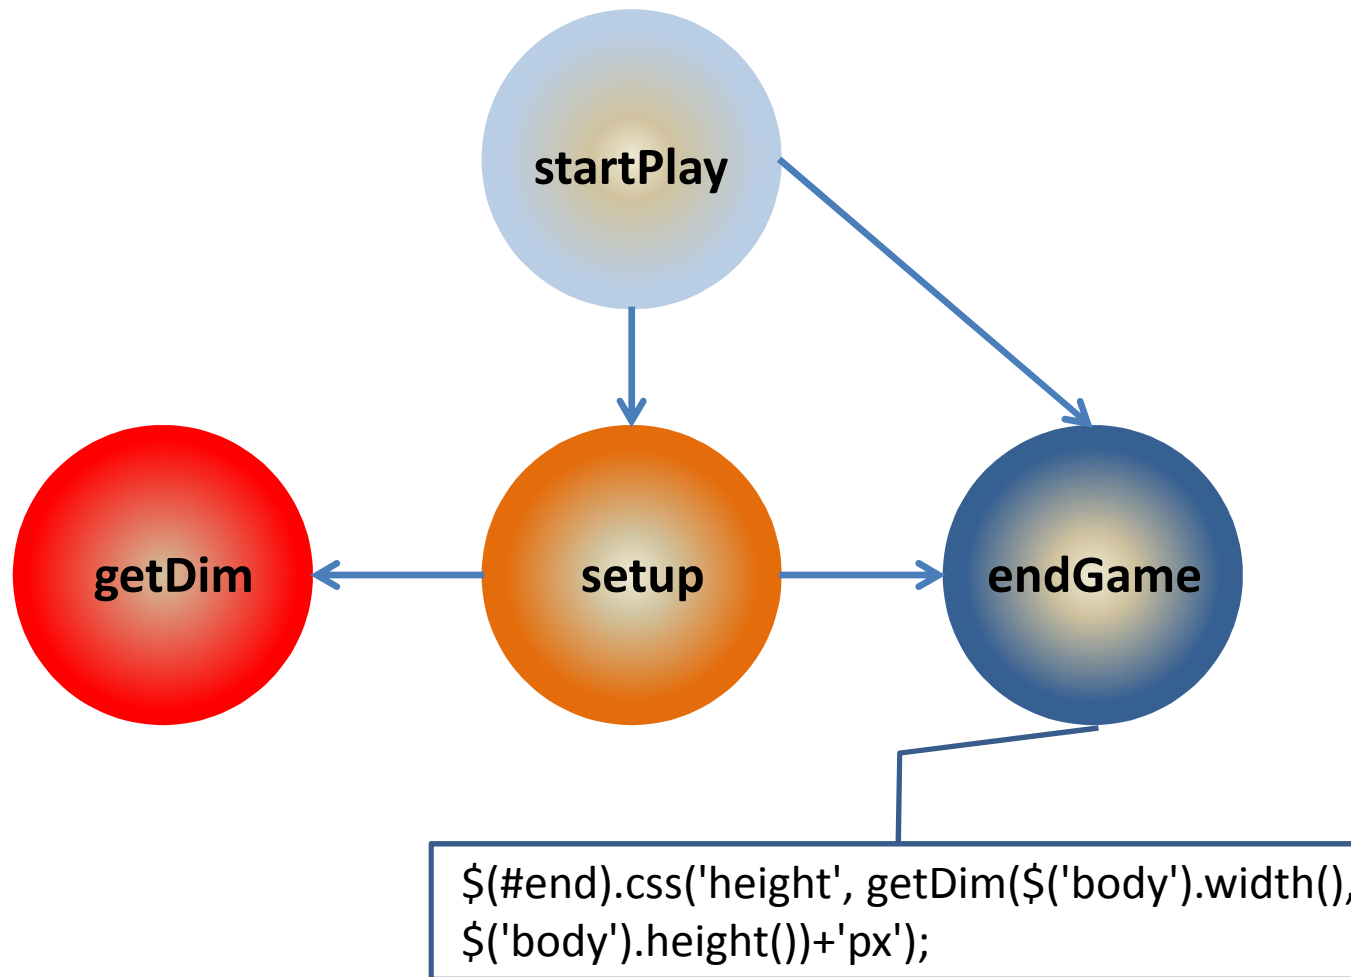 startPlay
getDim
setup
endGame
$(#end).css('height', getDim($('body').width(),
$('body').height())+'px');